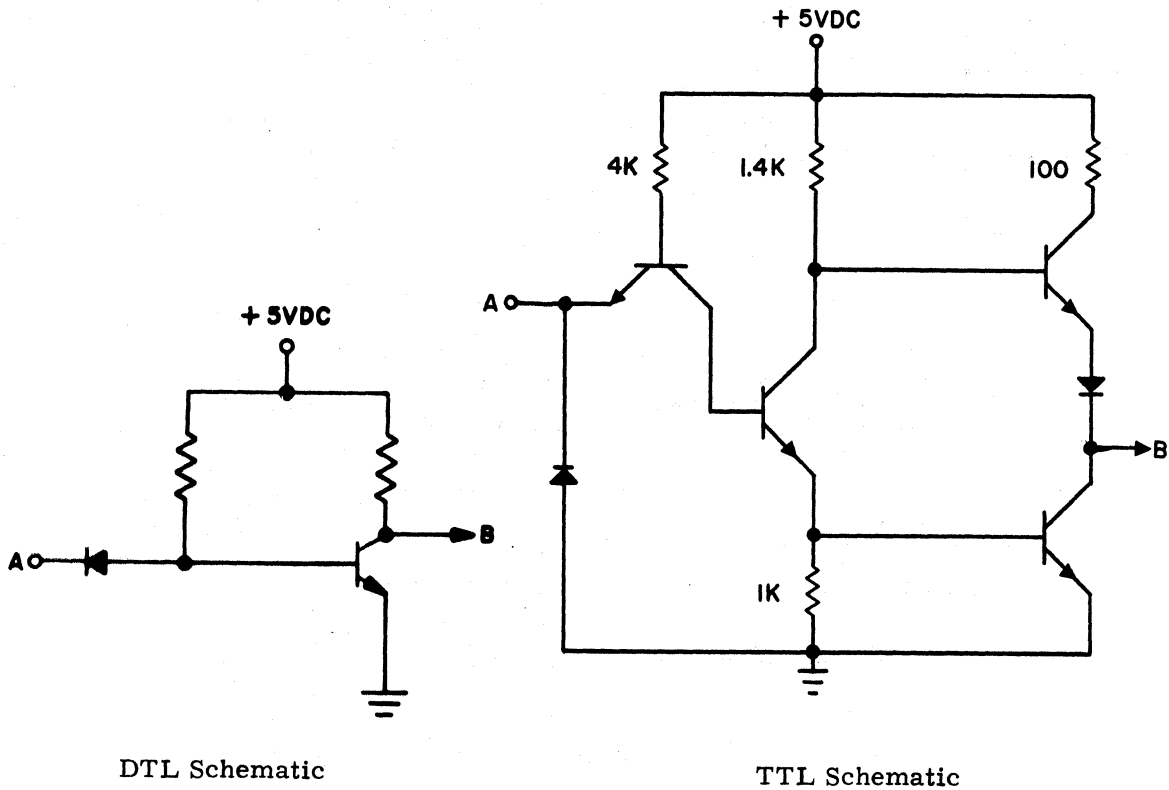 + 5VDC
4K
1.4K
100
A
B
1K
TTL Schematic
+ 5VDC
A
B
DTL Schematic